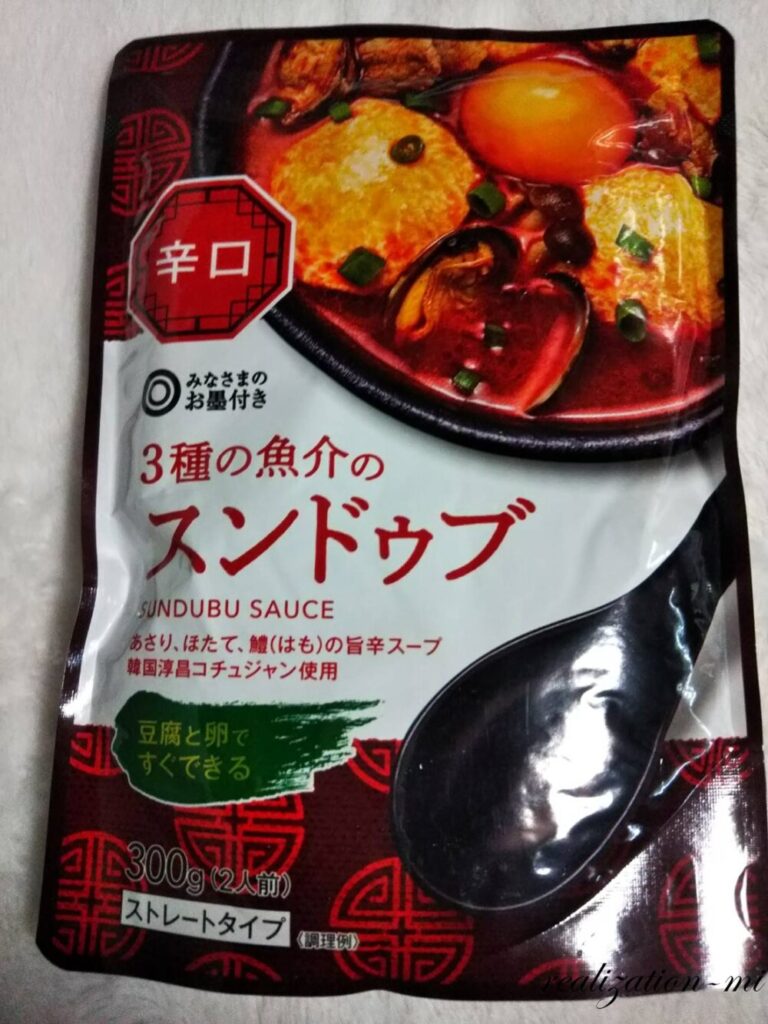 辛口
みなさまの
お墨付き
3種の魚介の
スンドゥブ
SUNDUBU SAUCE
あさり、ほたて、鱧(はも)の旨辛スープ
韓国淳昌コチュジャン使用
豆腐と卵で
すぐできる
300g(2人前)
ストレートタイプ
〈調理例〉
realization-mi